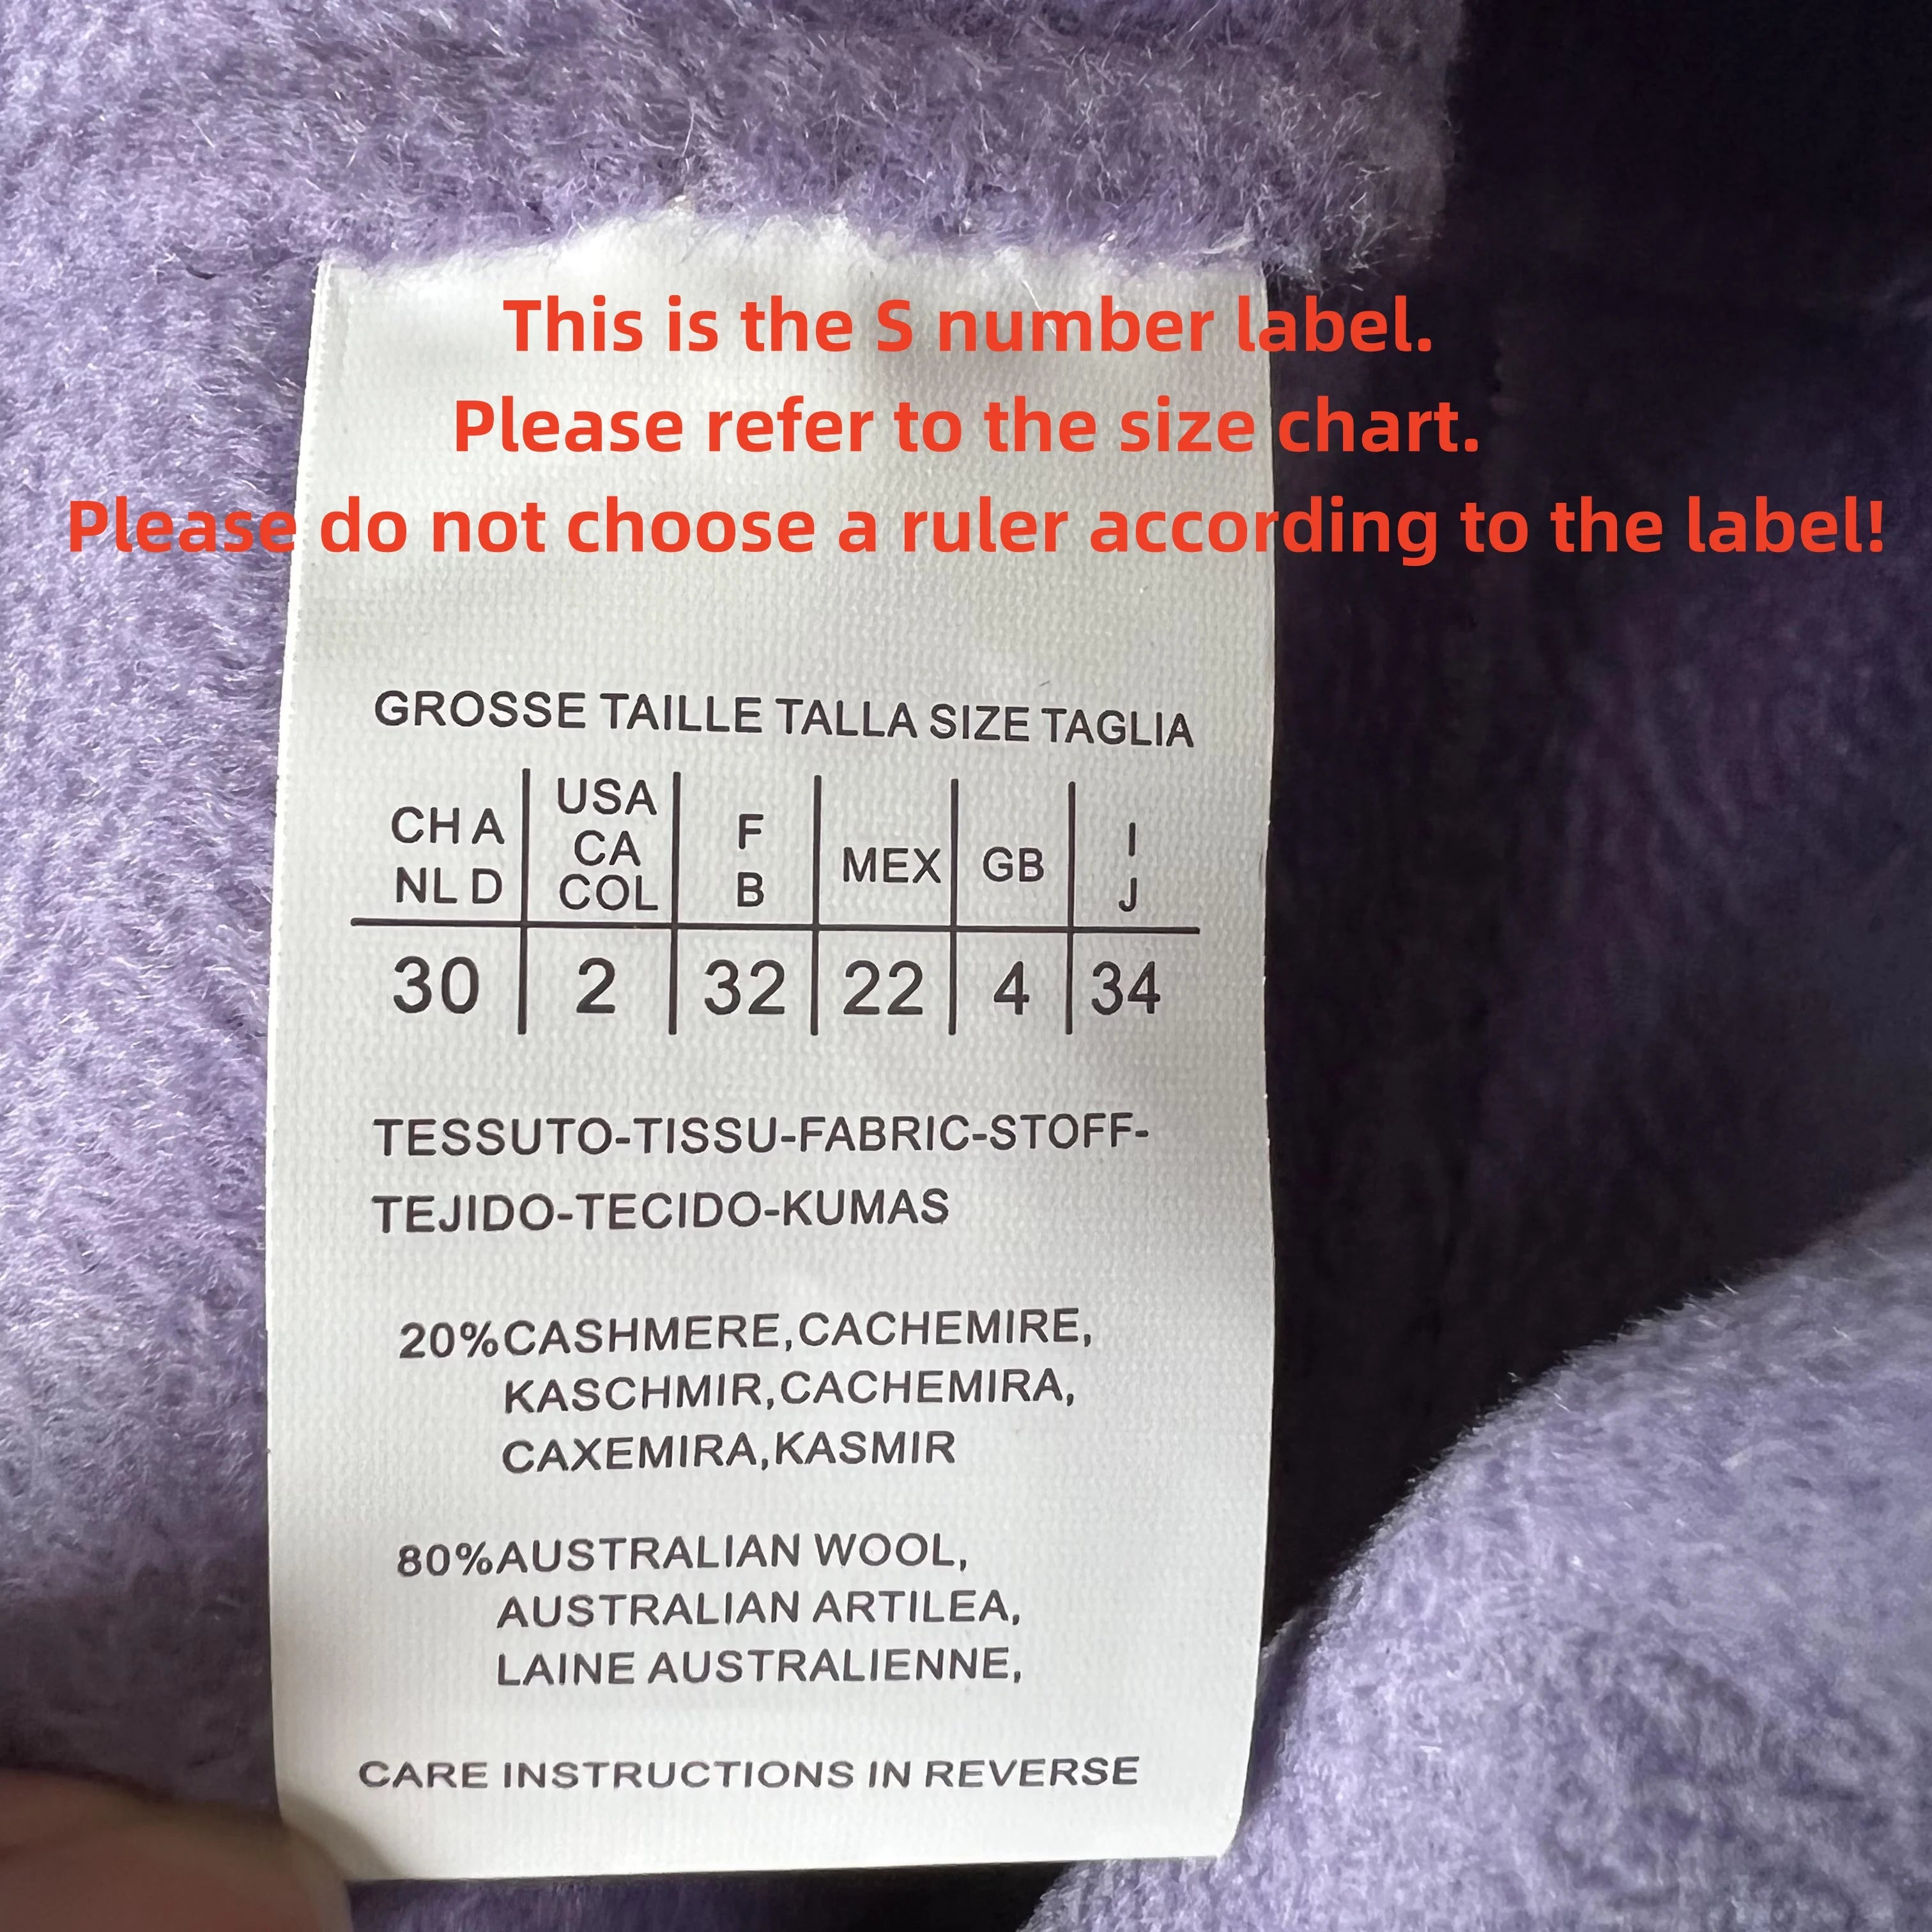 This is the S number label.
Please refer to the size chart.
Please do not choose a ruler according to the label!
GROSSE TAILLE TALLA SIZE TAGLIA
CH A NL D | USA CA COL | F B | MEX | GB | I J
30 | 2 | 32 | 22 | 4 | 34
TESSUTO-TISSU-FABRIC-STOFF-
TEJIDO-TECIDO-KUMAS
20%CASHMERE,CACHEMIRE,
KASCHMIR,CACHEMIRA,
CAXEMIRA,KASMIR
80%AUSTRALIAN WOOL,
AUSTRALIAN ARTILEA,
LAINE AUSTRALIENNE,
CARE INSTRUCTIONS IN REVERSE